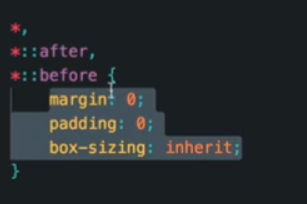 *,
*::after,
*::before {
margin: 0;
padding: 0;
box-sizing: inherit;
}